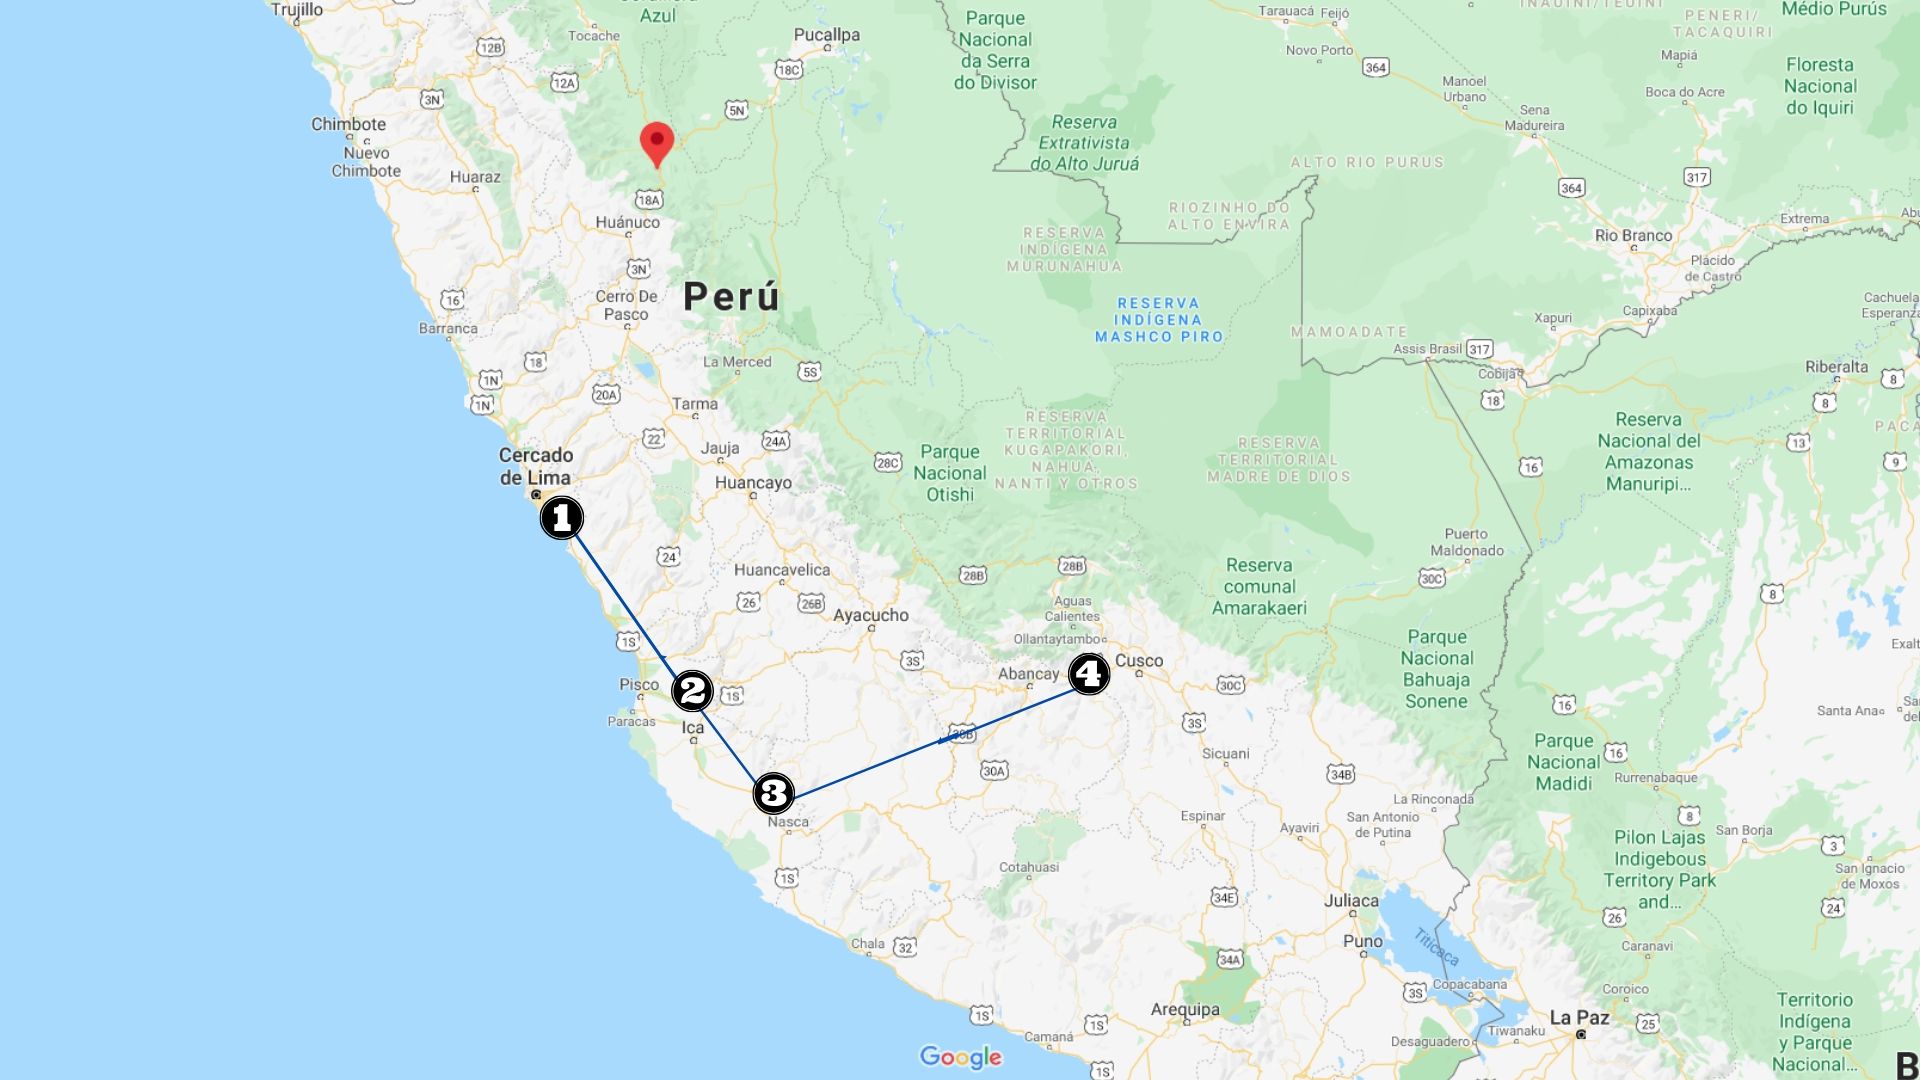 Trujillo
Azul
Tocache
Pucallpa
12B
18C
12A
3N
5N
Parque
Nacional
da Serra
do Divisor
Tarauacá
Feijó
Novo Porto
364
Manoel
Urbano
Sena
Madureira
PENERI/
TACAQUIRI
Mapiá
Boca do Acre
Médio Purús
Floresta
Nacional
do Iquiri
Chimbote
Nuevo
Chimbote
Huaraz
18A
Huánuco
3N
Reserva
Extrativista
do Alto Juruá
ALTO RIO PURUS
364
317
RIOZINHO DO
ALTO ENVIRA
RESERVA
INDÍGENA
MURUNAHUA
Extrema
Rio Branco
Plácido
de Castro
Perú
16
Cerro De
Pasco
Barranca
RESERVA
INDÍGENA
MASHCO PIRO
MAMOADATE
Xapuri
Capixaba
Cachuela
Esperanza
Assis Brasil
317
Cobija
18
Riberalta
8
8
18
La Merced
5S
1N
1N
20A
Tarma
22
Jauja
24A
Huancayo
28C
Parque
Nacional
Otishi
RESERVA
TERRITORIAL
KUGAPAKORI,
NAHUA,
NANTI Y OTROS
RESERVA
TERRITORIAL
MADRE DE DIOS
16
Reserva
Nacional del
Amazonas
Manuripi...
13
9
PACA
Cercado
de Lima
1
24
Huancavelica
26
26B
Ayacucho
28B
28B
Aguas
Calientes
Ollantaytambo
Reserva
comunal
Amarakaeri
Puerto
Maldonado
30C
8
1S
3S
Abancay
4
Cusco
30C
Parque
Nacional
Bahuaja
Sonene
Pisco
2
1S
Paracas
Ica
30B
3S
Sicuani
30A
34B
16
Santa Ana
Parque
Nacional
Madidi
16
Rurrenabaque
3
Nasca
La Rinconada
Espinar
Ayaviri
San Antonio
de Putina
8
San Borja
3
Pilon Lajas
Indigebous
Territory Park
and...
San Ignacio
de Moxos
24
Cotahuasi
1S
34E
Juliaca
26
Chala
32
Puno
Titicaca
Caranavi
34A
3S
Copacabana
Coroico
Arequipa
1S
1S
Camaná
Desaguadero
Tiwanaku
La Paz
25
Territorio
Indígena
y Parque
Nacional...
Google
1S
B